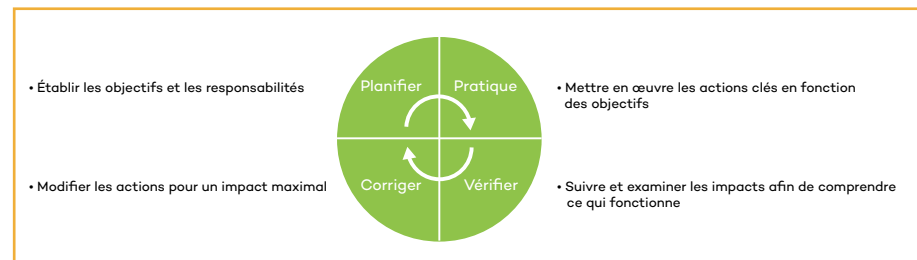 • Établir les objectifs et les responsabilités
Planifier
Pratique
• Mettre en œuvre les actions clés en fonction
des objectifs
• Modifier les actions pour un impact maximal
Corriger
Vérifier
• Suivre et examiner les impacts afin de comprendre
ce qui fonctionne